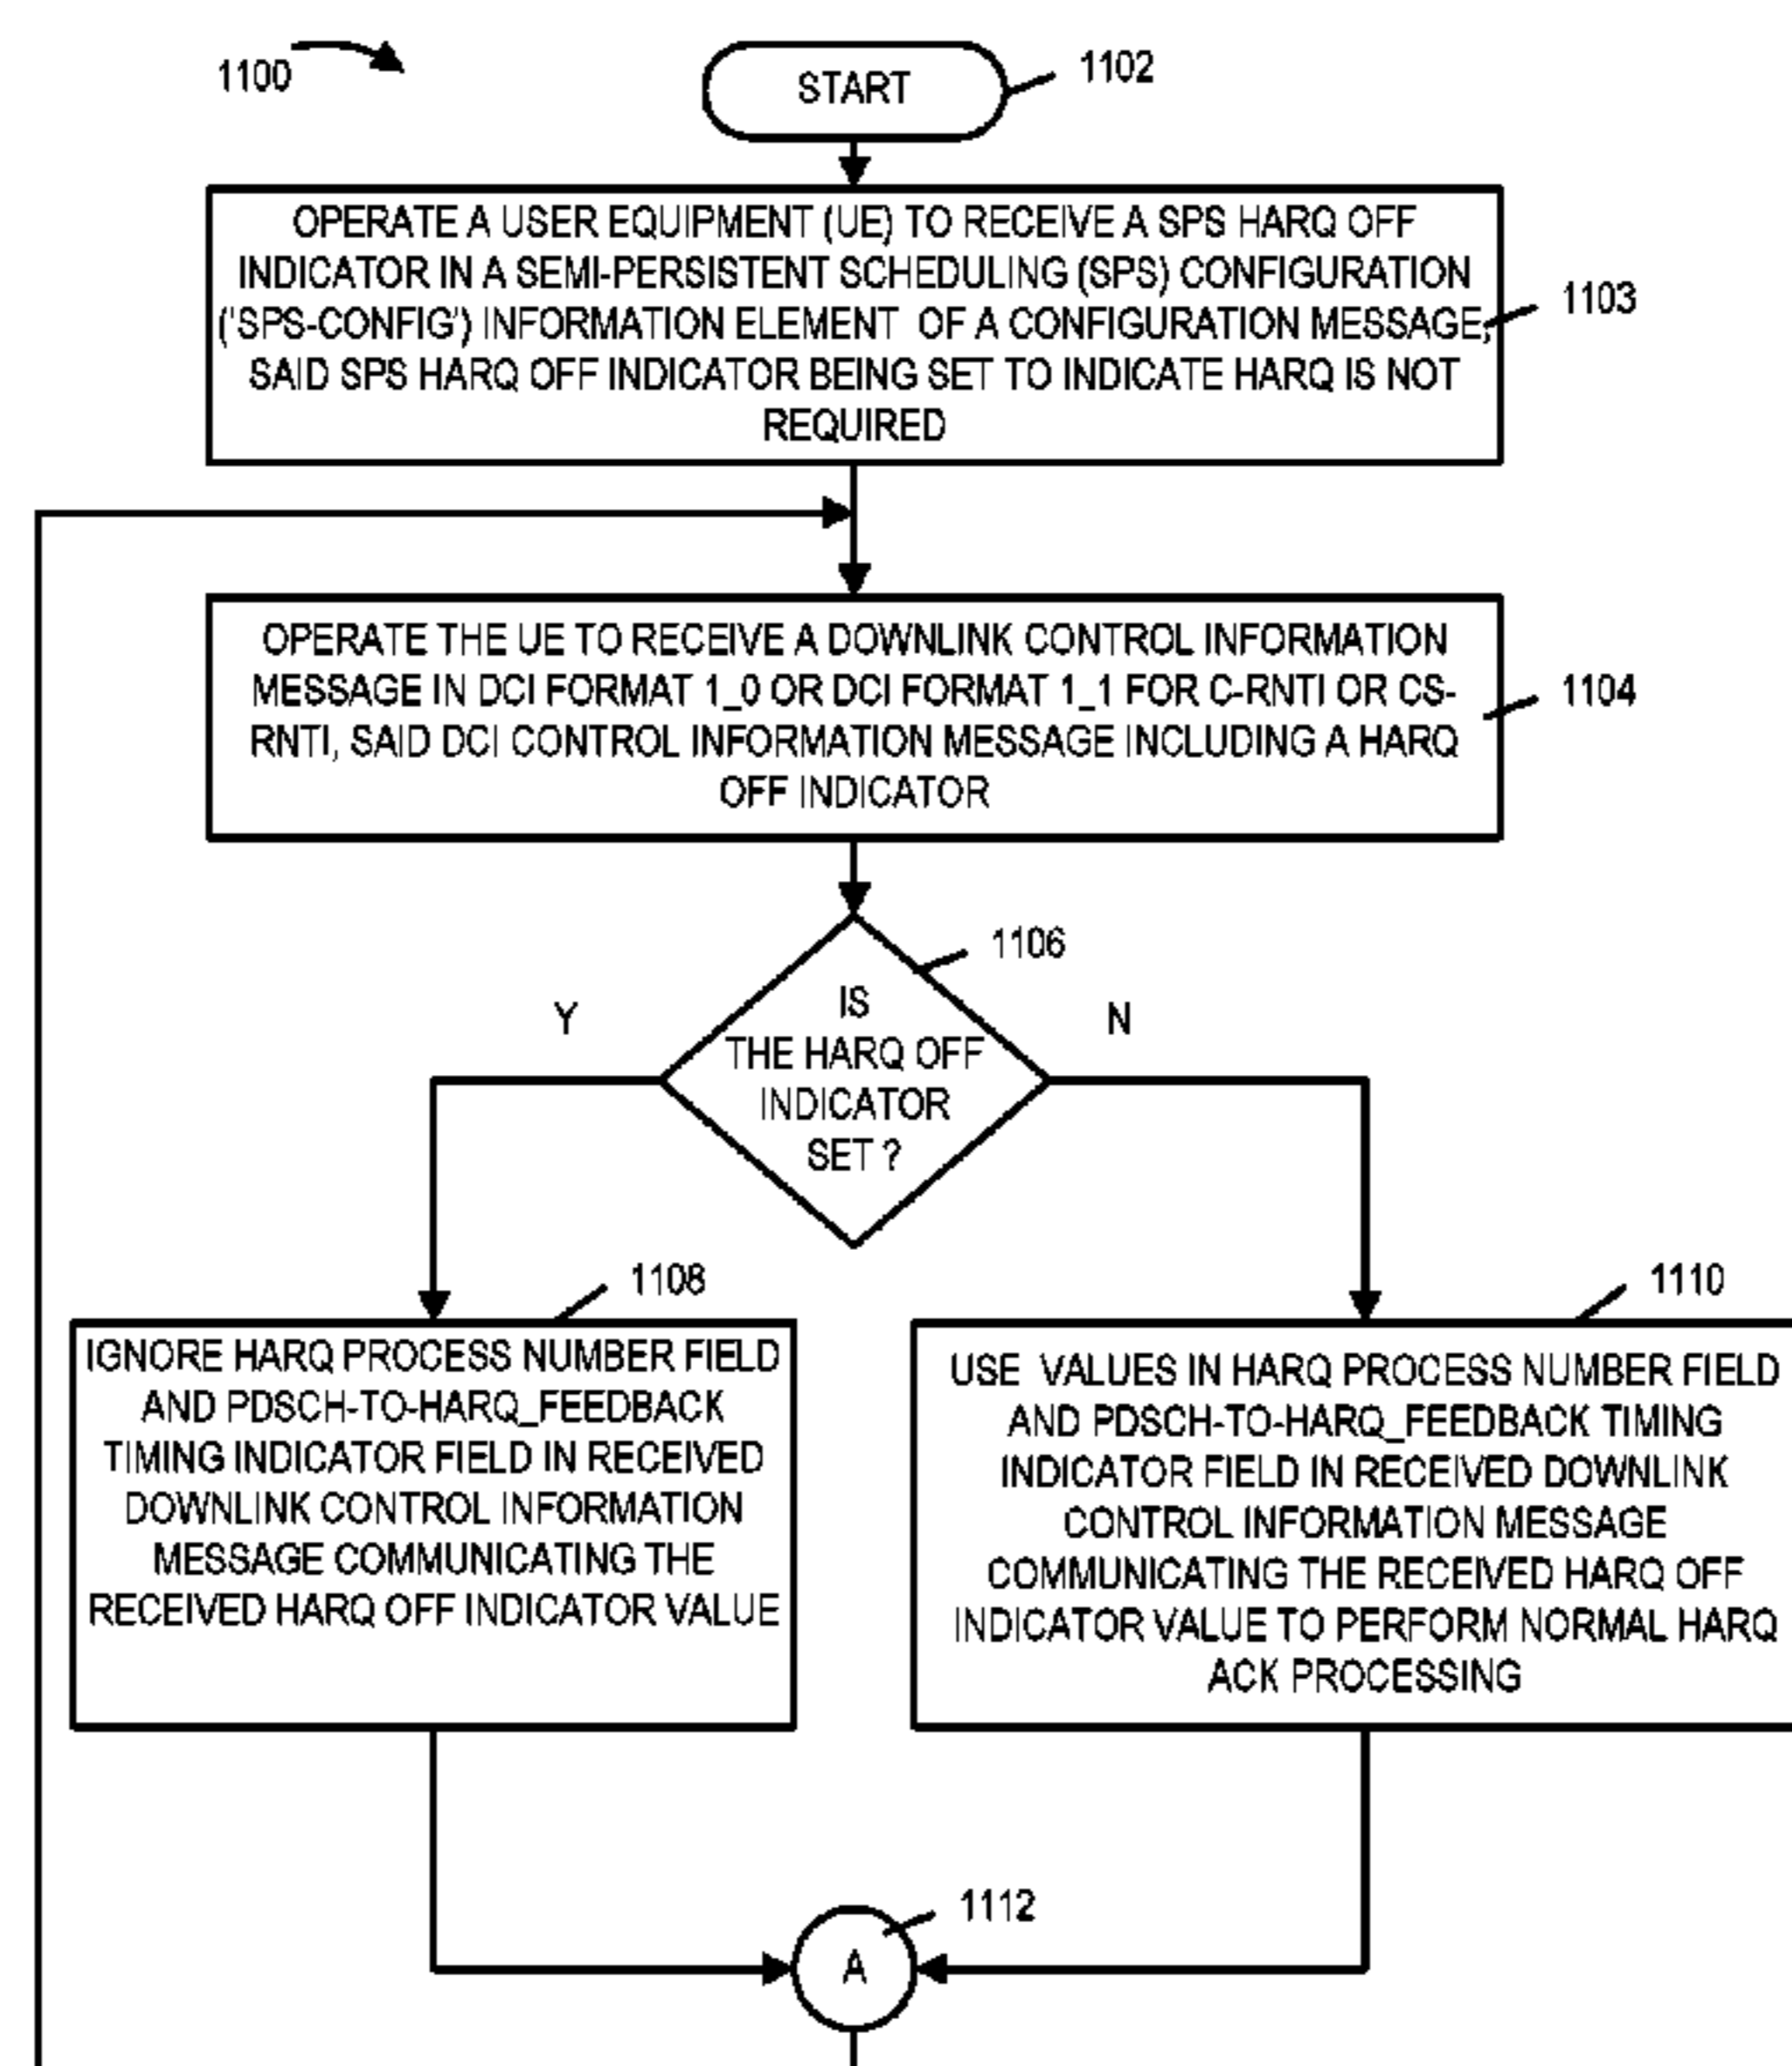 1100
START
1102
OPERATE A USER EQUIPMENT (UE) TO RECEIVE A SPS HARQ OFF
INDICATOR IN A SEMI-PERSISTENT SCHEDULING (SPS) CONFIGURATION
('SPS-CONFIG') INFORMATION ELEMENT OF A CONFIGURATION MESSAGE,
SAID SPS HARQ OFF INDICATOR BEING SET TO INDICATE HARQ IS NOT
REQUIRED
1103
OPERATE THE UE TO RECEIVE A DOWNLINK CONTROL INFORMATION
MESSAGE IN DCI FORMAT 1_0 OR DCI FORMAT 1_1 FOR C-RNTI OR CS-
RNTI, SAID DCI CONTROL INFORMATION MESSAGE INCLUDING A HARQ
OFF INDICATOR
1104
1106
Y
N
IS
THE HARQ OFF
INDICATOR
SET ?
1108
IGNORE HARQ PROCESS NUMBER FIELD
AND PDSCH-TO-HARQ_FEEDBACK
TIMING INDICATOR FIELD IN RECEIVED
DOWNLINK CONTROL INFORMATION
MESSAGE COMMUNICATING THE
RECEIVED HARQ OFF INDICATOR VALUE
1110
USE VALUES IN HARQ PROCESS NUMBER FIELD
AND PDSCH-TO-HARQ_FEEDBACK TIMING
INDICATOR FIELD IN RECEIVED DOWNLINK
CONTROL INFORMATION MESSAGE
COMMUNICATING THE RECEIVED HARQ OFF
INDICATOR VALUE TO PERFORM NORMAL HARQ
ACK PROCESSING
1112
A